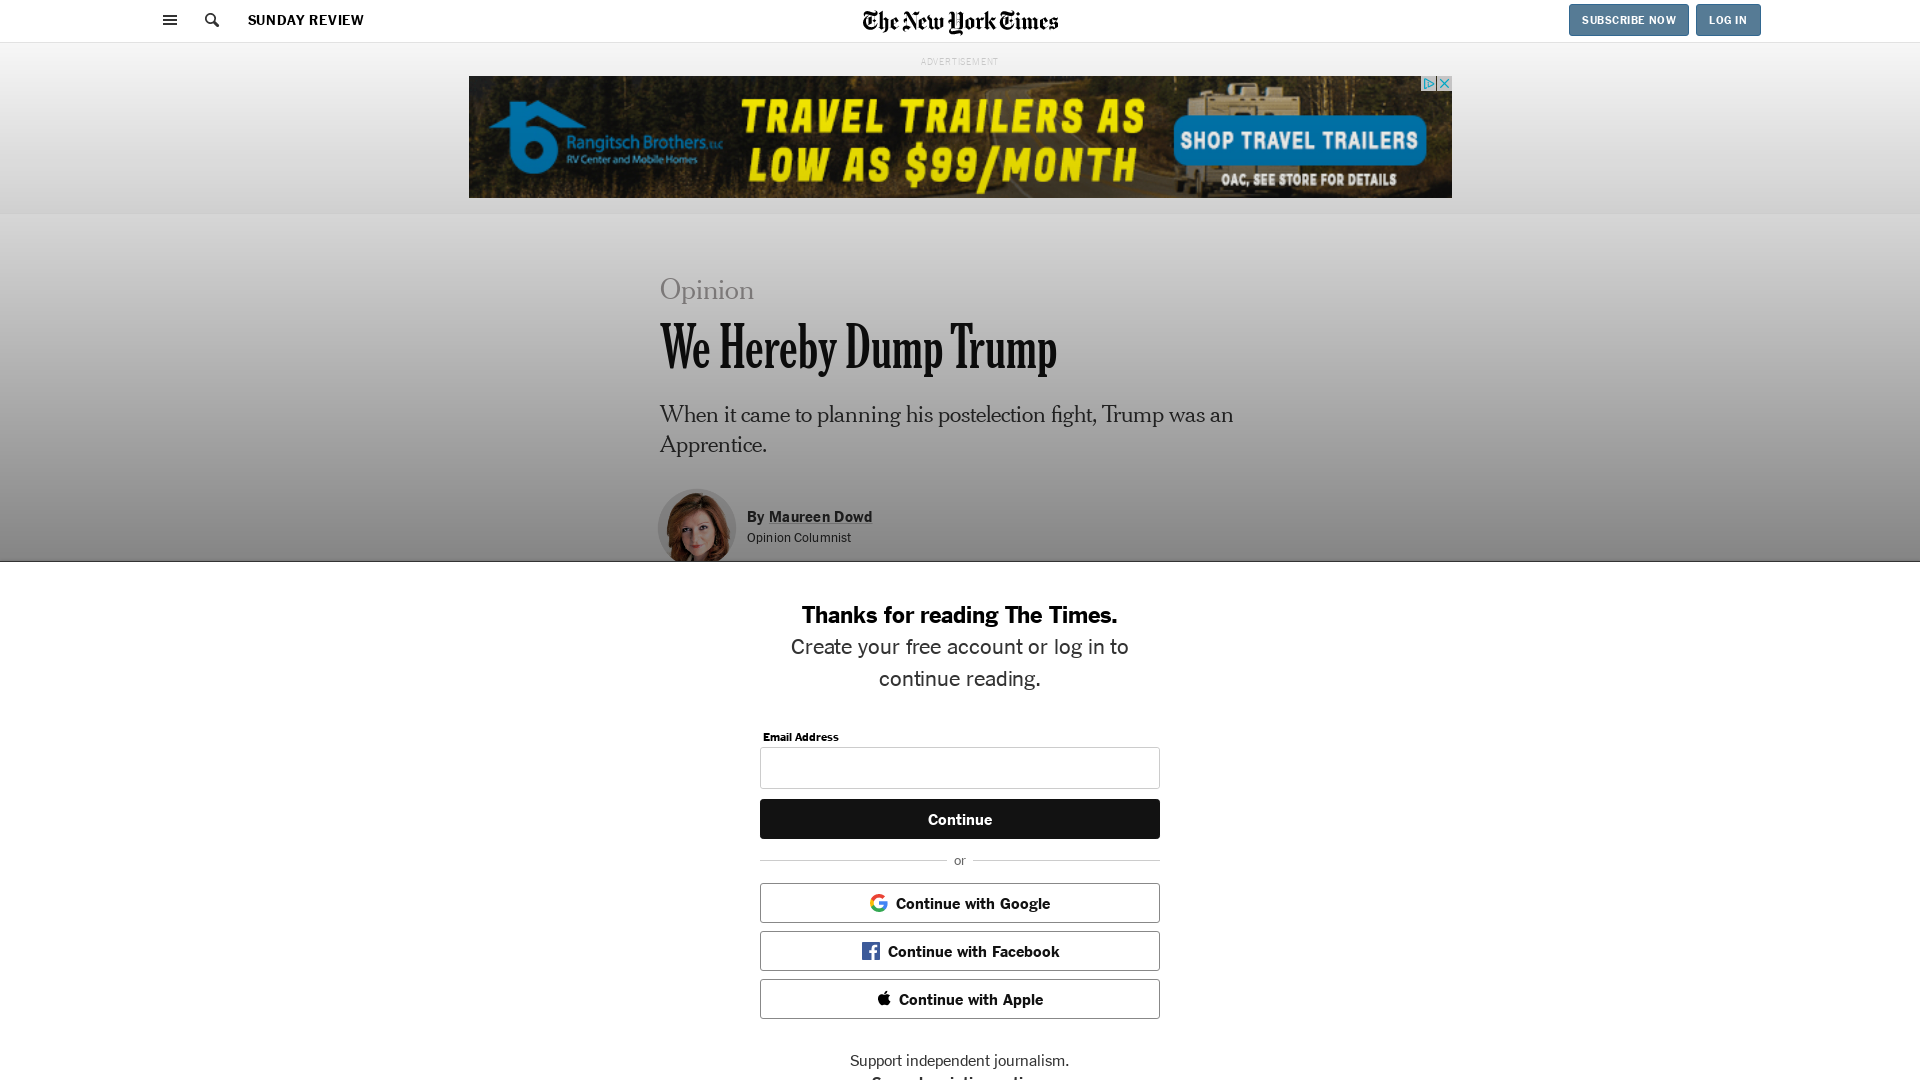 SUNDAY REVIEW
The New York Times
SUBSCRIBE NOW
LOG IN
ADVERTISEMENT
Rangitsch Brothers, LLC
RV Center and Mobile Homes
TRAVEL TRAILERS AS
LOW AS $99/MONTH
SHOP TRAVEL TRAILERS
OAC, SEE STORE FOR DETAILS
Opinion
We Hereby Dump Trump
When it came to planning his postelection fight, Trump was an
Apprentice.
By Maureen Dowd
Opinion Columnist
Thanks for reading The Times.
Create your free account or log in to
continue reading.
Email Address
Continue
or
Continue with Google
Continue with Facebook
Continue with Apple
Support independent journalism.